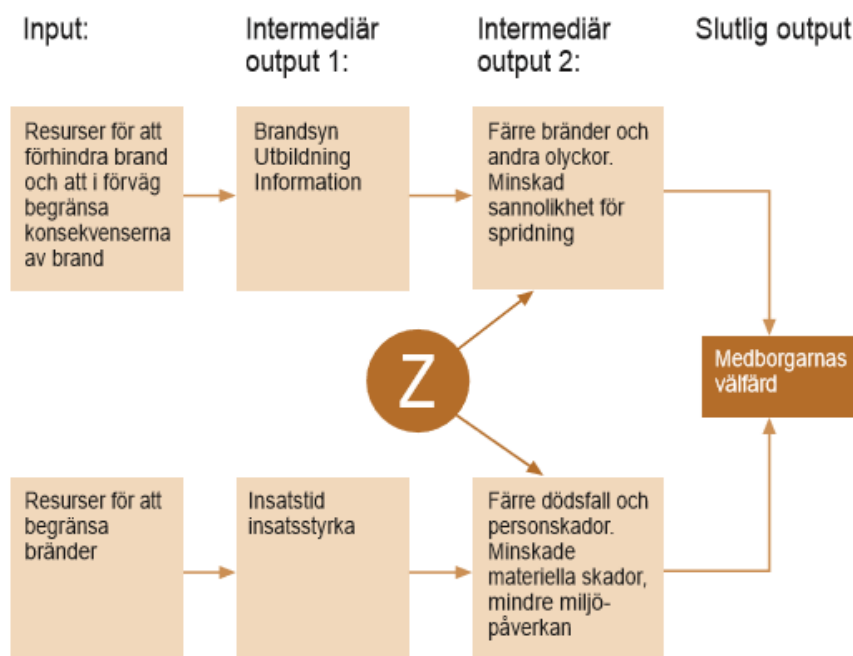 Input:
Intermediär
output 1:
Intermediär
output 2:
Slutlig output
Resurser för att
förhindra brand
och att i förväg
begränsa
konsekvenserna
av brand
Brandsyn
Utbildning
Information
Färre bränder och
andra olyckor.
Minskad
sannolikhet för
spridning
Z
Medborgarnas
välfärd
Resurser för att
begränsa
bränder
Insatstid
insatsstyrka
Färre dödsfall och
personskador.
Minskade
materiella skador,
mindre miljö-
påverkan